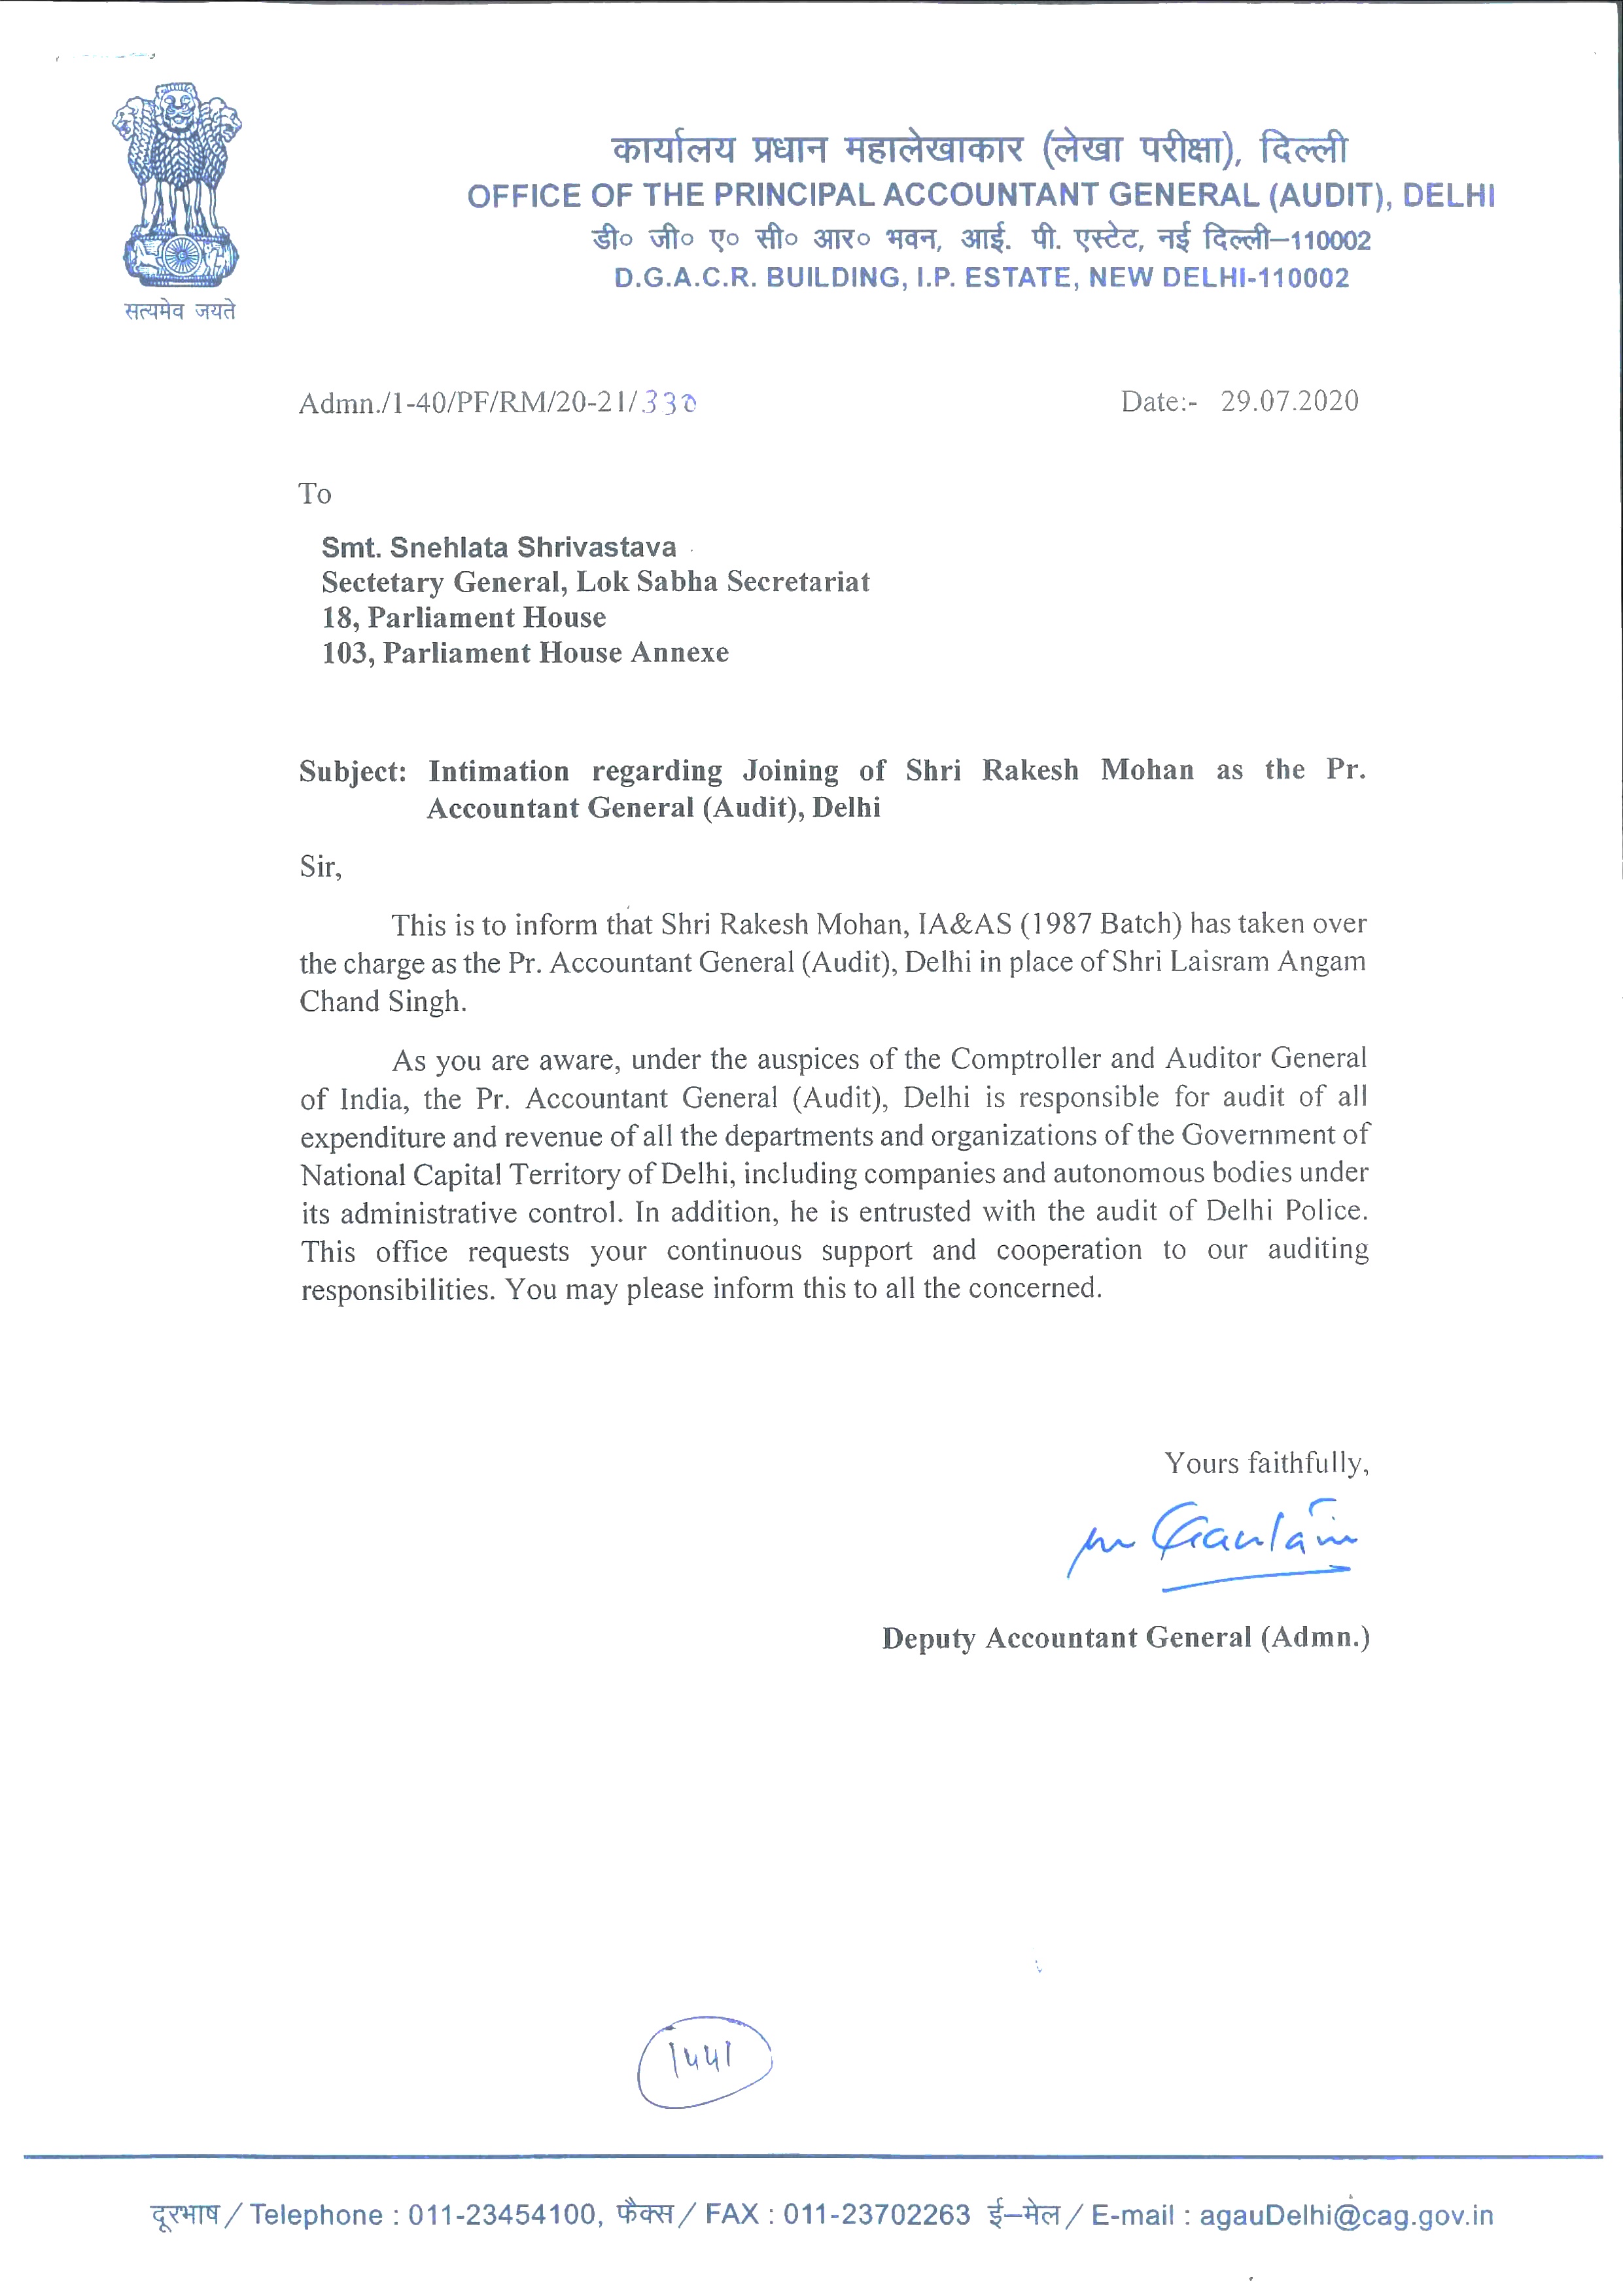 कार्यालय प्रधान महालेखाकार (लेखा परीक्षा), दिल्ली
OFFICE OF THE PRINCIPAL ACCOUNTANT GENERAL (AUDIT), DELHI
डी० जी० ए० सी० आर० भवन, आई. पी. एस्टेट, नई दिल्ली–110002
D.G.A.C.R. BUILDING, I.P. ESTATE, NEW DELHI-110002
सत्यमेव जयते
Admn./1-40/PF/RM/20-21/330 Date:- 29.07.2020
To
Smt. Snehlata Shrivastava
Sectetary General, Lok Sabha Secretariat
18, Parliament House
103, Parliament House Annexe
Subject: Intimation regarding Joining of Shri Rakesh Mohan as the Pr.
Accountant General (Audit), Delhi
Sir,
This is to inform that Shri Rakesh Mohan, IA&AS (1987 Batch) has taken over
the charge as the Pr. Accountant General (Audit), Delhi in place of Shri Laisram Angam
Chand Singh.
As you are aware, under the auspices of the Comptroller and Auditor General
of India, the Pr. Accountant General (Audit), Delhi is responsible for audit of all
expenditure and revenue of all the departments and organizations of the Government of
National Capital Territory of Delhi, including companies and autonomous bodies under
its administrative control. In addition, he is entrusted with the audit of Delhi Police.
This office requests your continuous support and cooperation to our auditing
responsibilities. You may please inform this to all the concerned.
Yours faithfully,
Deputy Accountant General (Admn.)
1441
दूरभाष / Telephone : 011-23454100, फैक्स / FAX : 011-23702263 ई–मेल / E-mail : agauDelhi@cag.gov.in